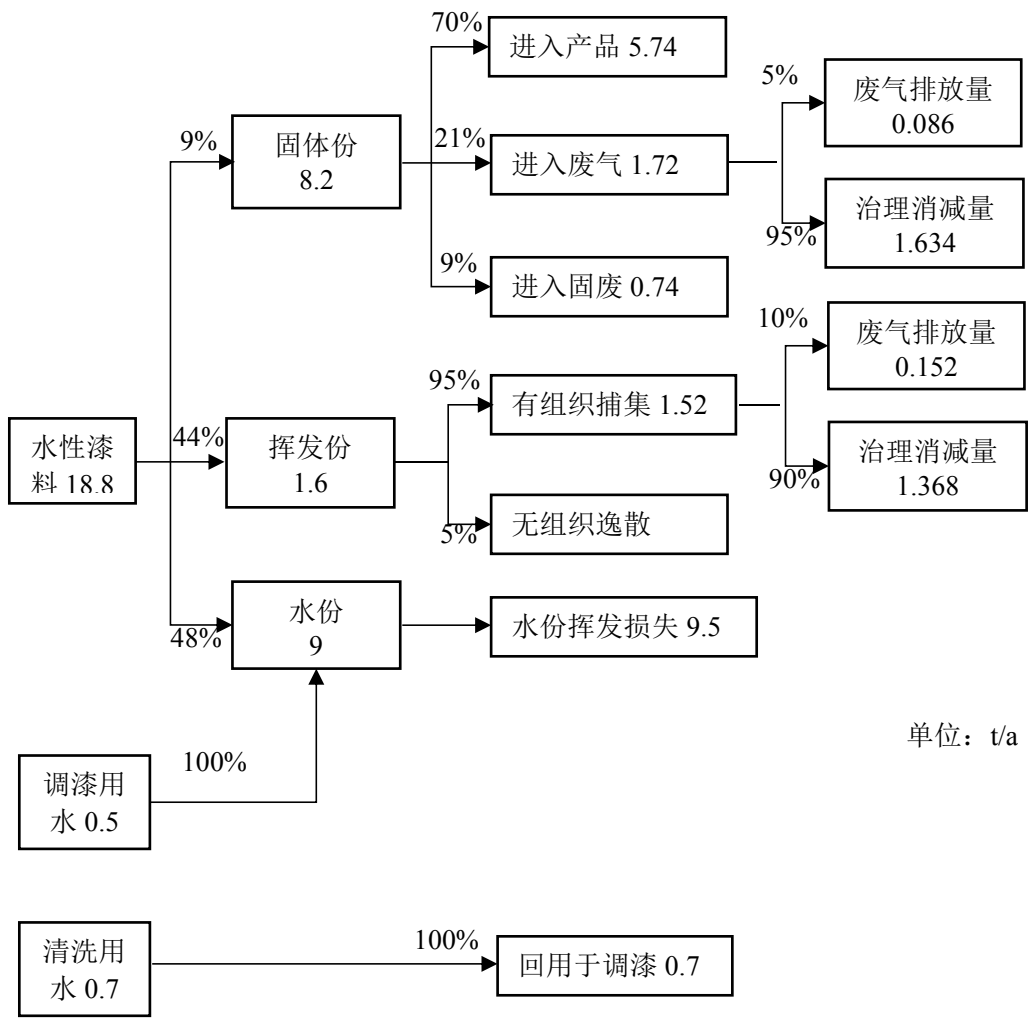 70%
进入产品 5.74
5%
废气排放量
0.086
9%
固体份
8.2
21%
进入废气 1.72
95%
治理消减量
1.634
9%
进入固废 0.74
10%
废气排放量
0.152
95%
有组织捕集 1.52
水性漆
料 18.8
44%
挥发份
1.6
90%
治理消减量
1.368
5%
无组织逸散
48%
水份
9
水份挥发损失 9.5
单位：t/a
100%
调漆用
水 0.5
清洗用
水 0.7
100%
回用于调漆 0.7